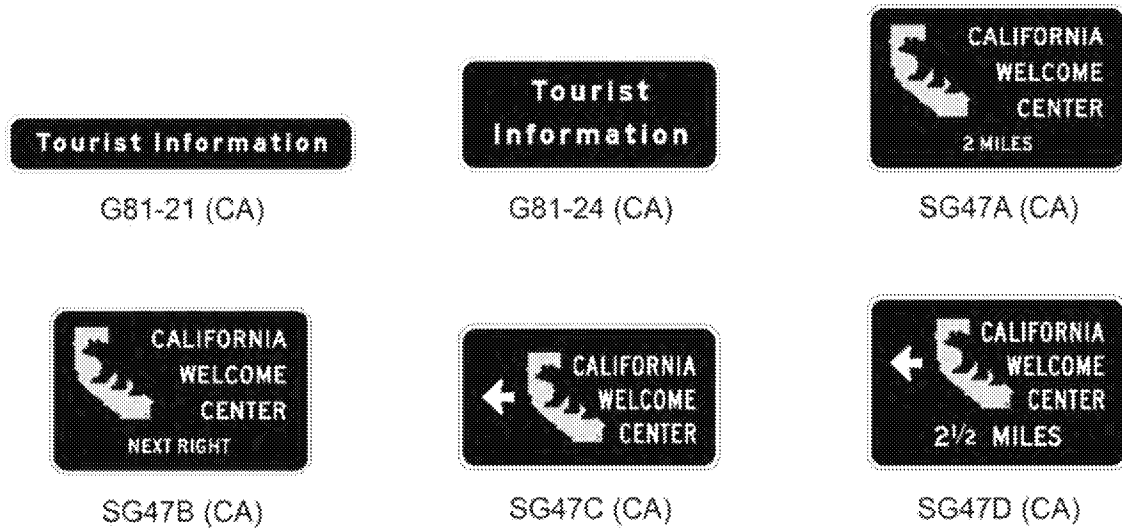 Tourist Information
G81-21 (CA)
Tourist
Information
G81-24 (CA)
CALIFORNIA
WELCOME
CENTER
2 MILES
SG47A (CA)
CALIFORNIA
WELCOME
CENTER
NEXT RIGHT
SG47B (CA)
CALIFORNIA
WELCOME
CENTER
SG47C (CA)
CALIFORNIA
WELCOME
CENTER
2½ MILES
SG47D (CA)